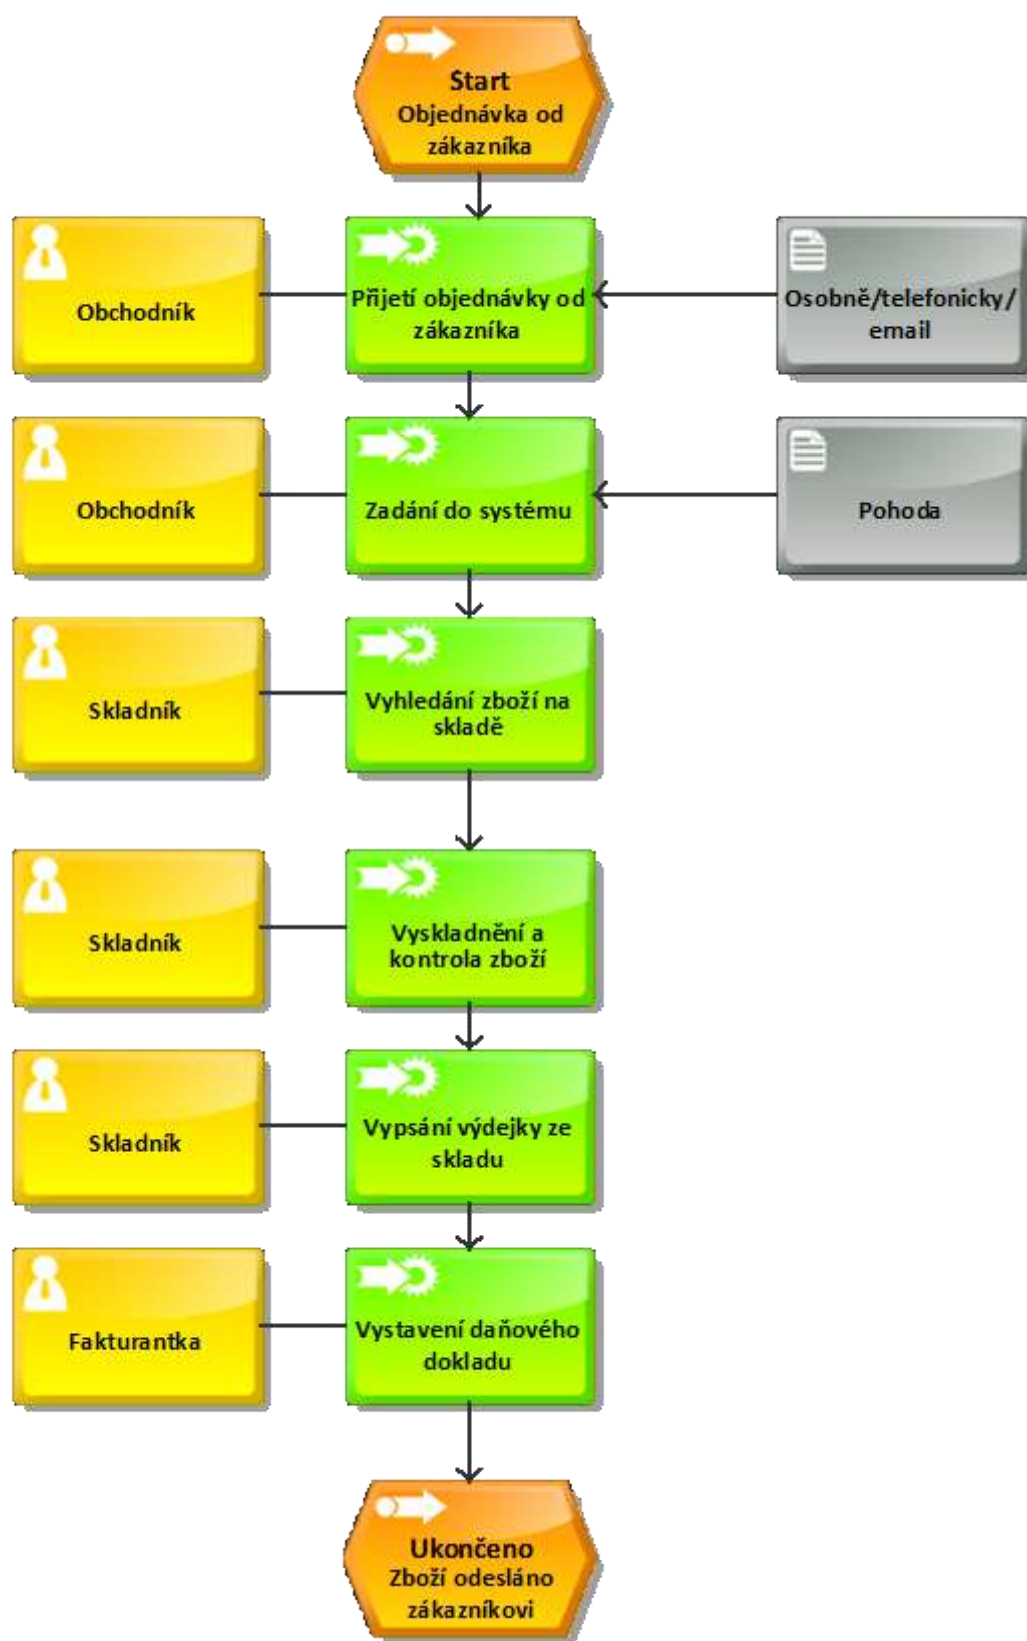 Start
Objednávka od
zákazníka
Obchodník
Přijetí objednávky od
zákazníka
Osobně/telefonicky/
email
Obchodník
Zadání do systému
Pohoda
Skladník
Vyhledání zboží na
skladě
Skladník
Vyskladnění a
kontrola zboží
Skladník
Vypsání výdejky ze
skladu
Fakturantka
Vystavení daňového
dokladu
Ukončeno
Zboží odesláno
zákazníkovi